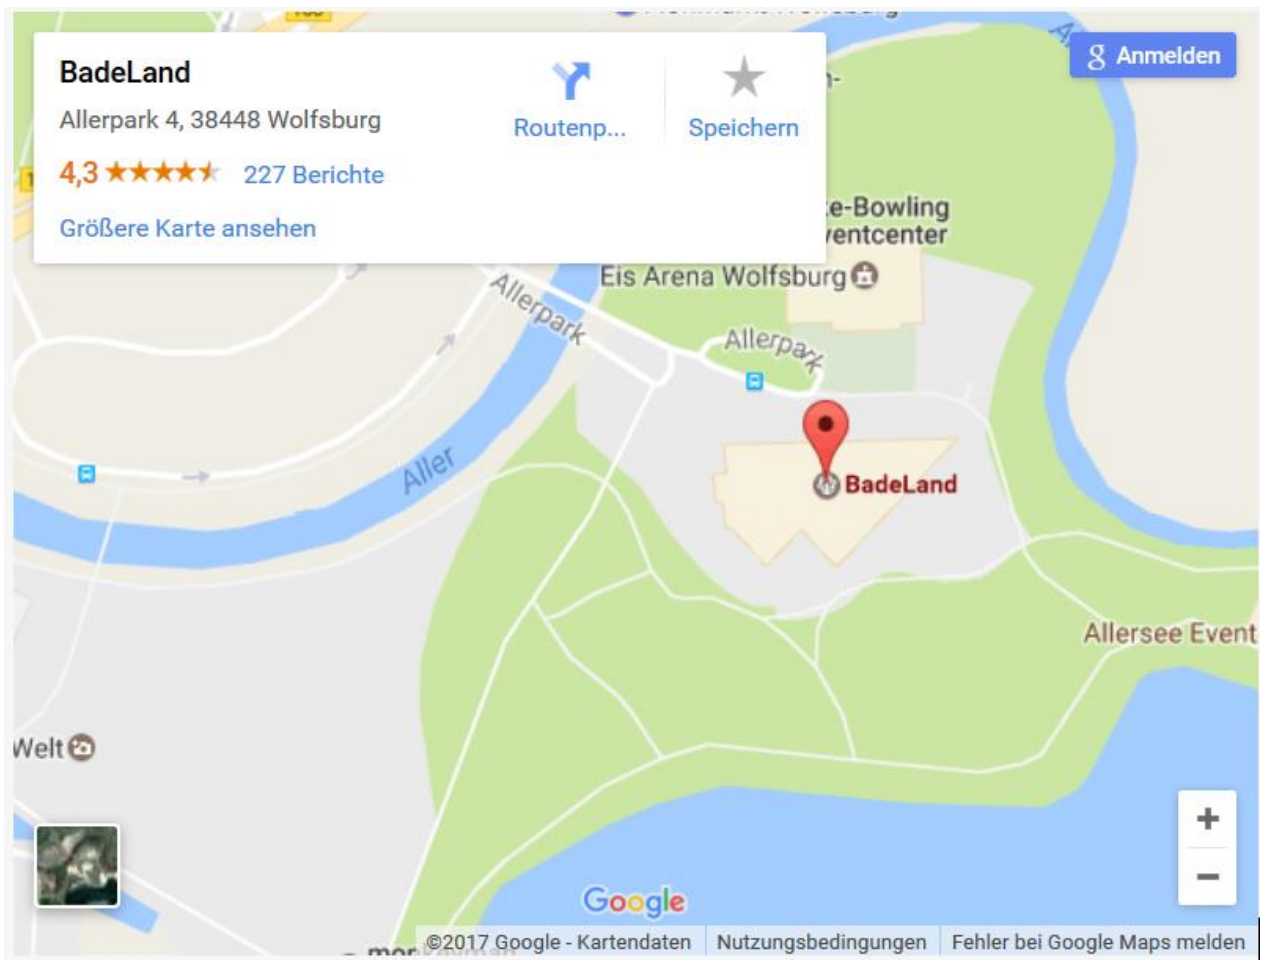 BadeLand
Allerpark 4, 38448 Wolfsburg
4,3
227 Berichte
Größere Karte ansehen
Routenp...
Speichern
g Anmelden
e-Bowling
entcenter
Eis Arena Wolfsburg
Allerpark
Allerpark
Aller
BadeLand
Allersee Event
Welt
Google
©2017 Google - Kartendaten
Nutzungsbedingungen
Fehler bei Google Maps melden